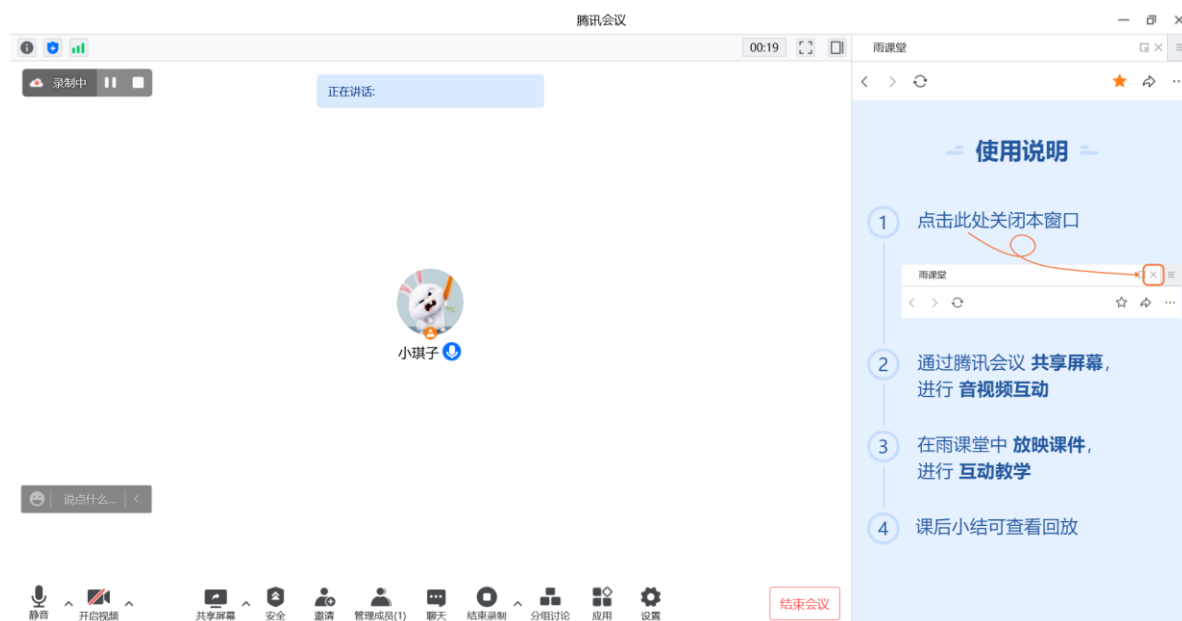 腾讯会议
00:19
雨课堂
录制中
正在讲话:
使用说明
1
点击此处关闭本窗口
雨课堂
小琪子
2
通过腾讯会议 共享屏幕,
进行 音视频互动
3
在雨课堂中 放映课件,
进行 互动教学
说点什么...
4
课后小结可查看回放
静音
开启视频
共享屏幕
安全
邀请
管理成员(1)
聊天
结束录制
分组讨论
应用
设置
结束会议